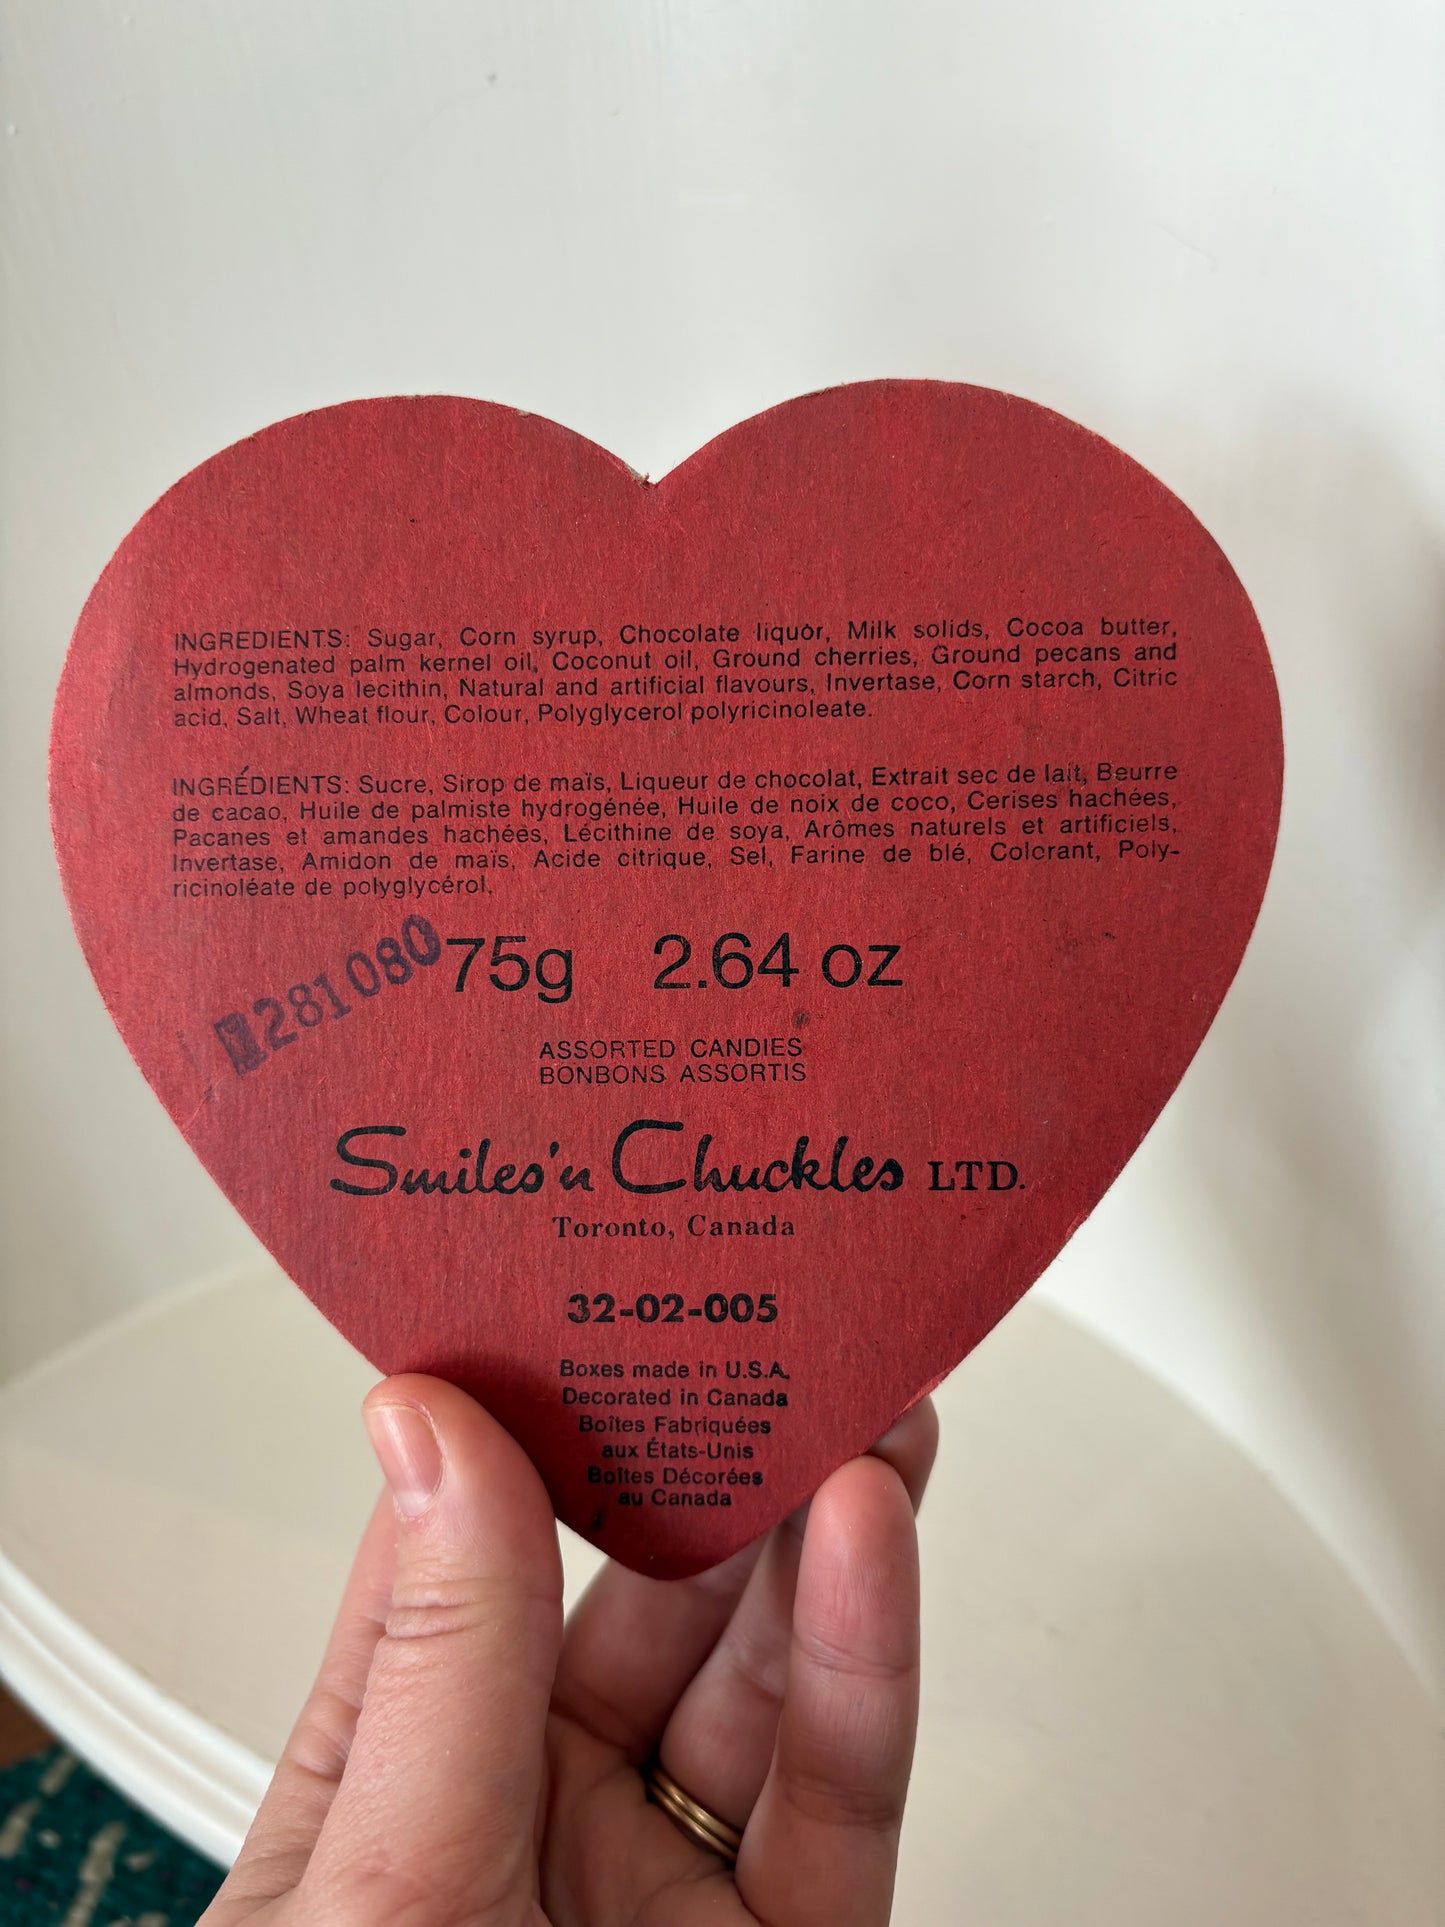 INGREDIENTS: Sugar, Corn syrup, Chocolate liquor, Milk solids, Cocoa butter,
Hydrogenated palm kernel oil, Coconut oil, Ground cherries, Ground pecans and
almonds, Soya lecithin, Natural and artificial flavours, Invertase, Corn starch, Citric
acid, Salt, Wheat flour, Colour, Polyglycerol polyricinoleate.
INGRÉDIENTS: Sucre, Sirop de maïs, Liqueur de chocolat, Extrait sec de lait, Beurre
de cacao, Huile de palmiste hydrogénée, Huile de noix de coco, Cerises hachées,
Pacanes et amandes hachées, Lécithine de soya, Arômes naturels et artificiels,
Invertase, Amidon de maïs, Acide citrique, Sel, Farine de blé, Colorant, Poly-
ricinoléate de polyglycérol.
281080
75g 2.64 oz
ASSORTED CANDIES
BONBONS ASSORTIS
Smiles'n Chuckles LTD.
Toronto, Canada
32-02-005
Boxes made in U.S.A.
Decorated in Canada
Boîtes Fabriquées
aux États-Unis
Boîtes Décorées
au Canada